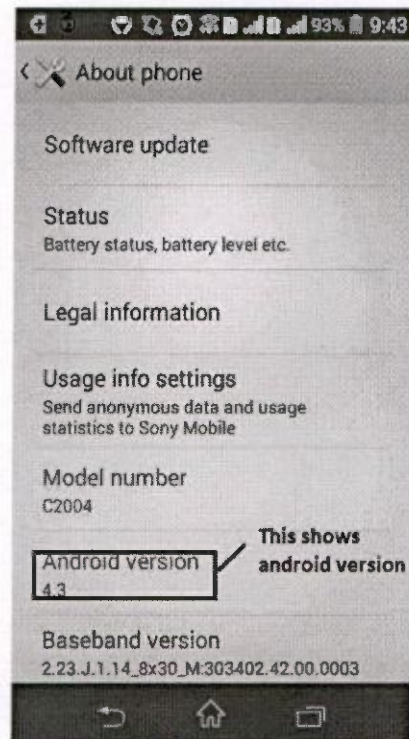 93% 9:43
About phone
Software update
Status
Battery status, battery level etc.
Legal information
Usage info settings
Send anonymous data and usage
statistics to Sony Mobile
Model number
C2004
This shows
android version
Android version
4.3
Baseband version
2.23.J.1.14_8x30_M:303402.42.00.0003